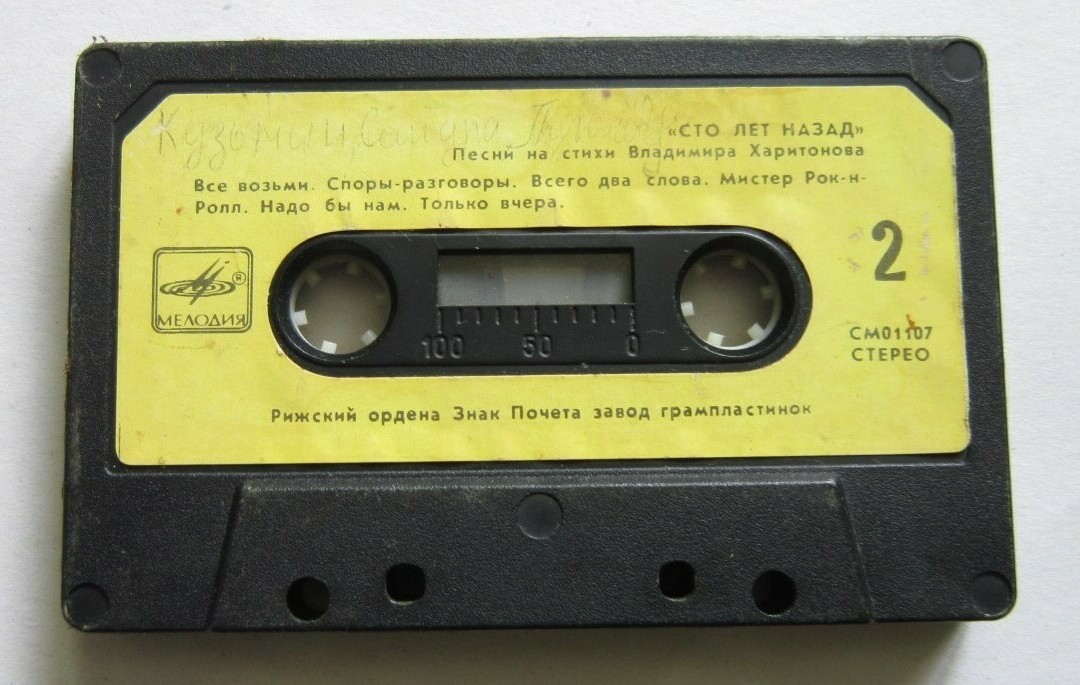 «СТО ЛЕТ НАЗАД»
Песни на стихи Владимира Харитонова
Все возьми. Споры-разговоры. Всего два слова. Мистер Рок-н-
Ролл. Надо бы нам. Только вчера.
2
®
МЕЛОДИЯ
100 50 0
СМ01107
СТЕРЕО
Рижский ордена Знак Почета завод грампластинок